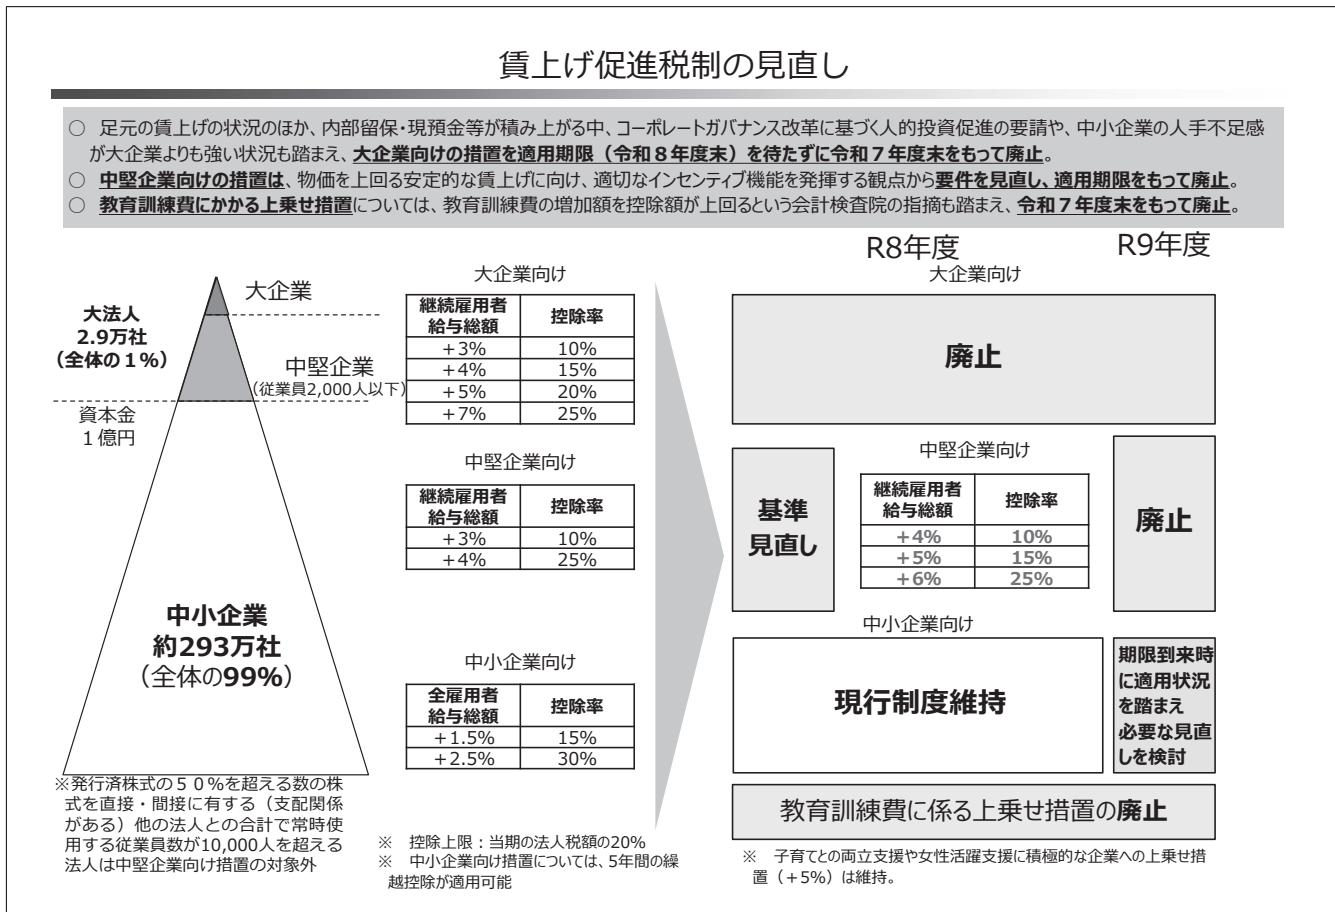 賃上げ促進税制の見直し
○ 足元の賃上げの状況のほか、内部留保・現預金等が積み上がる中、コーポレートガバナンス改革に基づく人的投資促進の要請や、中小企業の人手不足感
が大企業よりも強い状況も踏まえ、大企業向けの措置を適用期限（令和８年度末）を待たずに令和７年度末をもって廃止。
○ 中堅企業向けの措置は、物価を上回る安定的な賃上げに向け、適切なインセンティブ機能を発揮する観点から要件を見直し、適用期限をもって廃止。
○ 教育訓練費にかかる上乗せ措置については、教育訓練費の増加額を控除額が上回るという会計検査院の指摘も踏まえ、令和７年度末をもって廃止。
大企業
大法人
2.9万社
（全体の１%）
中堅企業
（従業員2,000人以下）
資本金
１億円
中小企業
約293万社
（全体の99%）
※発行済株式の５０%を超える数の株
式を直接・間接に有する（支配関係
がある）他の法人との合計で常時使
用する従業員数が10,000人を超える
法人は中堅企業向け措置の対象外
大企業向け
継続雇用者
給与総額 控除率
+3% 10%
+4% 15%
+5% 20%
+7% 25%
中堅企業向け
継続雇用者
給与総額 控除率
+3% 10%
+4% 25%
中小企業向け
全雇用者
給与総額 控除率
+1.5% 15%
+2.5% 30%
※ 控除上限：当期の法人税額の20%
※ 中小企業向け措置については、5年間の繰
越控除が適用可能
R8年度 R9年度
大企業向け
廃止
中堅企業向け
基準
見直し
継続雇用者
給与総額 控除率
+4% 10%
+5% 15%
+6% 25%
廃止
中小企業向け
現行制度維持
期限到来時
に適用状況
を踏まえ
必要な見直
しを検討
教育訓練費に係る上乗せ措置の廃止
※ 子育てとの両立支援や女性活躍支援に積極的な企業への上乗せ措
置（+5%）は維持。